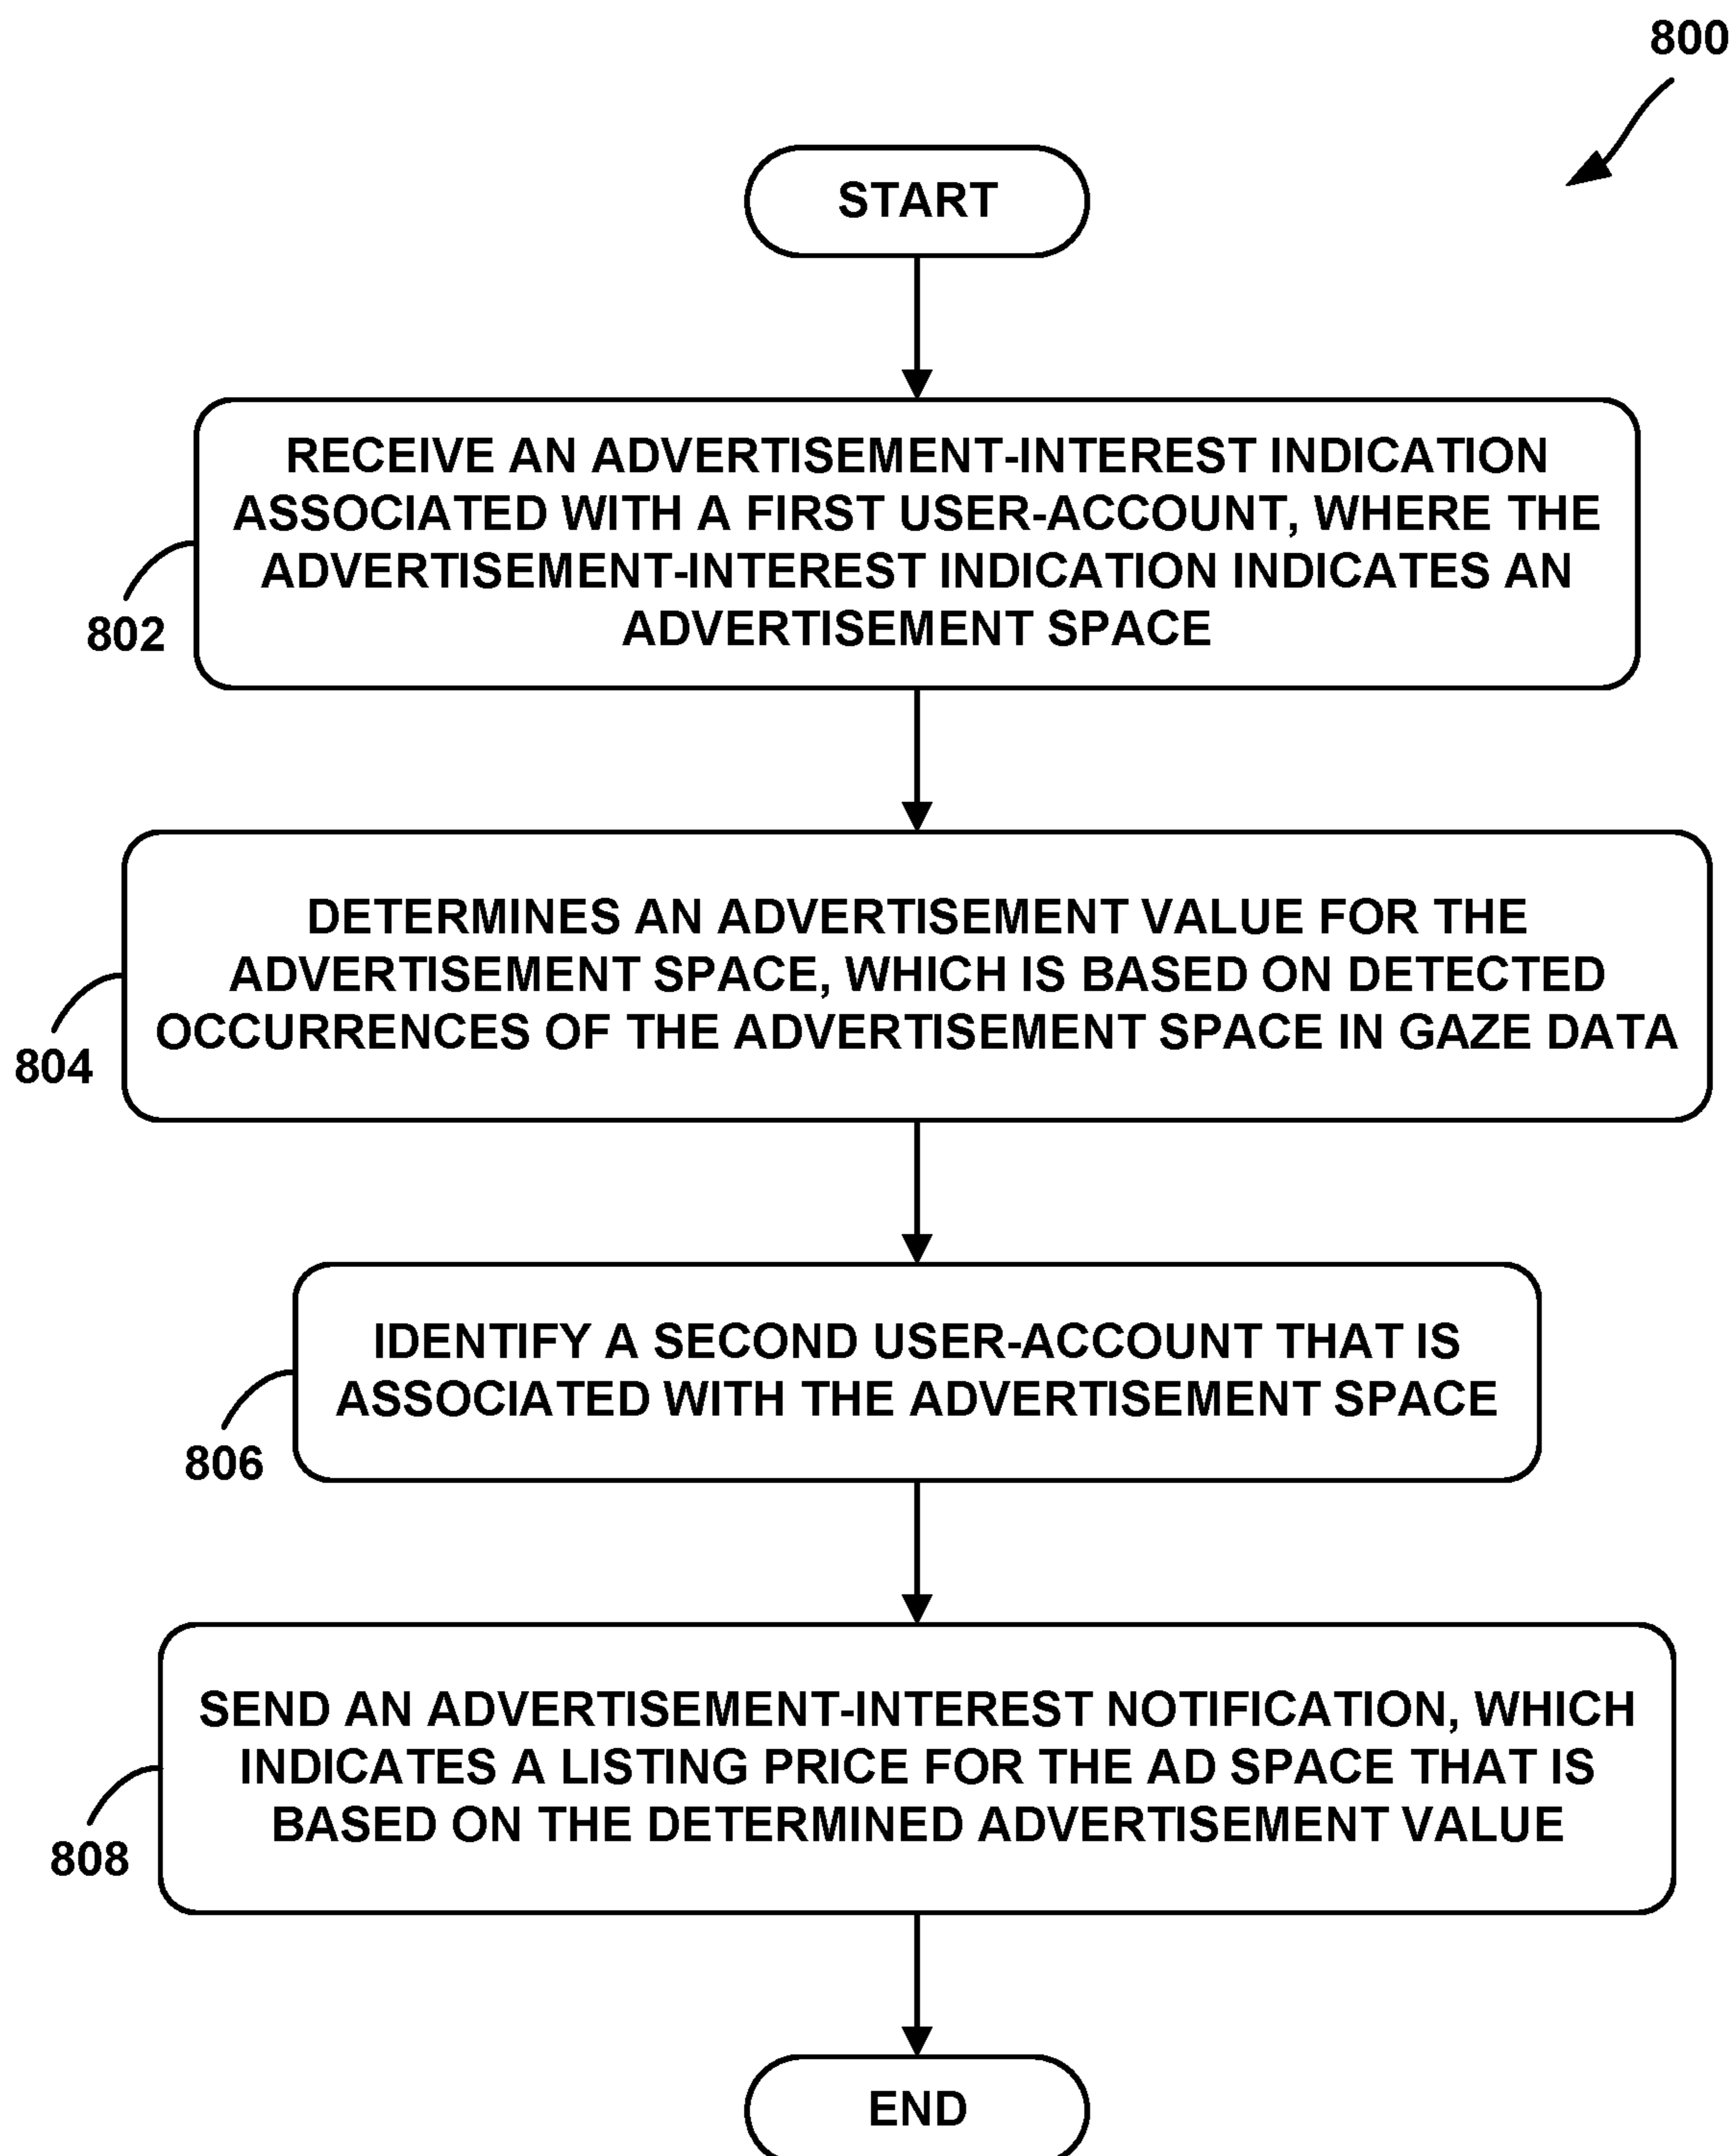 800
START
RECEIVE AN ADVERTISEMENT-INTEREST INDICATION
ASSOCIATED WITH A FIRST USER-ACCOUNT, WHERE THE
ADVERTISEMENT-INTEREST INDICATION INDICATES AN
ADVERTISEMENT SPACE
802
DETERMINES AN ADVERTISEMENT VALUE FOR THE
ADVERTISEMENT SPACE, WHICH IS BASED ON DETECTED
OCCURRENCES OF THE ADVERTISEMENT SPACE IN GAZE DATA
804
IDENTIFY A SECOND USER-ACCOUNT THAT IS
ASSOCIATED WITH THE ADVERTISEMENT SPACE
806
SEND AN ADVERTISEMENT-INTEREST NOTIFICATION, WHICH
INDICATES A LISTING PRICE FOR THE AD SPACE THAT IS
BASED ON THE DETERMINED ADVERTISEMENT VALUE
808
END